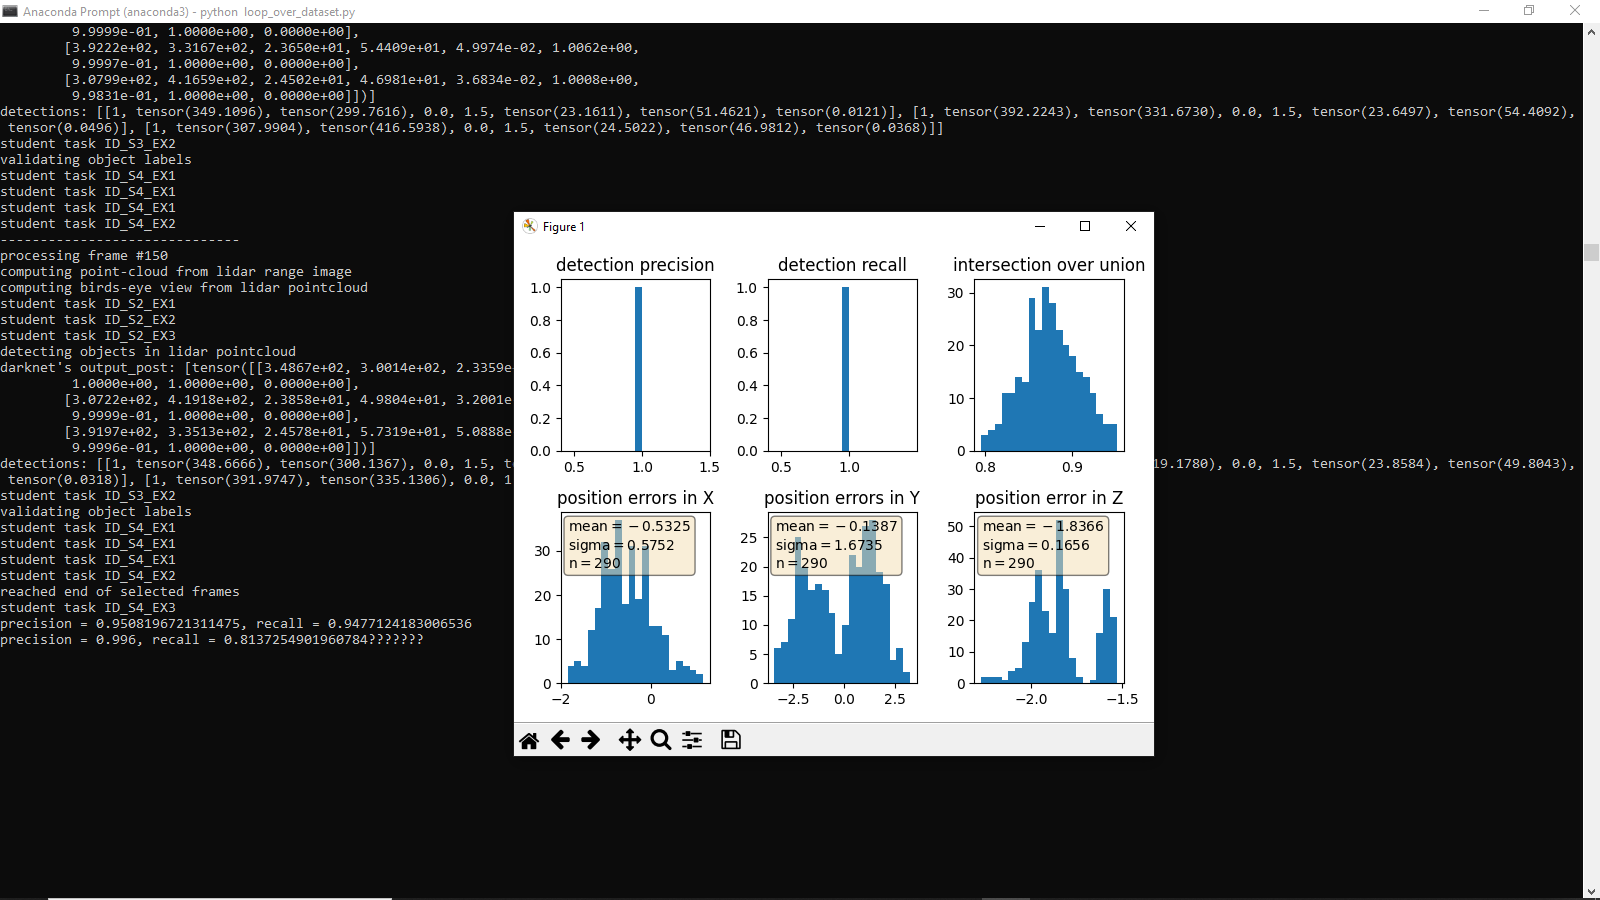 Anaconda Prompt (anaconda3) - python  loop_over_dataset.py
9.9999e-01, 1.0000e+00, 0.0000e+00],
[3.9222e+02, 3.3167e+02, 2.3650e+01, 5.4409e+01, 4.9974e-02, 1.0062e+00,
9.9997e-01, 1.0000e+00, 0.0000e+00],
[3.0799e+02, 4.1659e+02, 2.4502e+01, 4.6981e+01, 3.6834e-02, 1.0008e+00,
9.9831e-01, 1.0000e+00, 0.0000e+00]])]
detections: [[1, tensor(349.1096), tensor(299.7616), 0.0, 1.5, tensor(23.1611), tensor(51.4621), tensor(0.0121)], [1, tensor(392.2243), tensor(331.6730), 0.0, 1.5, tensor(23.6497), tensor(54.4092),
tensor(0.0496)], [1, tensor(307.9904), tensor(416.5938), 0.0, 1.5, tensor(24.5022), tensor(46.9812), tensor(0.0368)]]
student task ID_S3_EX2
validating object labels
student task ID_S4_EX1
student task ID_S4_EX1
student task ID_S4_EX1
student task ID_S4_EX2
------------------------------
processing frame #150
computing point-cloud from lidar range image
computing birds-eye view from lidar pointcloud
student task ID_S2_EX1
student task ID_S2_EX2
student task ID_S2_EX3
detecting objects in lidar pointcloud
darknet's output_post: [tensor([[3.4867e+02, 3.0014e+02, 2.3359e
1.0000e+00, 1.0000e+00, 0.0000e+00],
[3.0722e+02, 4.1918e+02, 2.3858e+01, 4.9804e+01, 3.2001e
9.9999e-01, 1.0000e+00, 0.0000e+00],
[3.9197e+02, 3.3513e+02, 2.4578e+01, 5.7319e+01, 5.0888e
9.9996e-01, 1.0000e+00, 0.0000e+00]])]
detections: [[1, tensor(348.6666), tensor(300.1367), 0.0, 1.5, t 19.1780), 0.0, 1.5, tensor(23.8584), tensor(49.8043),
tensor(0.0318)], [1, tensor(391.9747), tensor(335.1306), 0.0, 1
student task ID_S3_EX2
validating object labels
student task ID_S4_EX1
student task ID_S4_EX1
student task ID_S4_EX1
student task ID_S4_EX2
reached end of selected frames
student task ID_S4_EX3
precision = 0.9508196721311475, recall = 0.9477124183006536
precision = 0.996, recall = 0.8137254901960784???????
Figure 1
detection precision
1.0
0.8
0.6
0.4
0.2
0.0
0.5 1.0 1.5
detection recall
1.0
0.8
0.6
0.4
0.2
0.0
0.5 1.0
intersection over union
30
20
10
0
0.8 0.9
position errors in X
mean = −0.5325
sigma = 0.5752
n = 290
30
20
10
0
−2 0
position errors in Y
mean = −0.1387
sigma = 1.6735
n = 290
25
20
15
10
5
0
−2.5 0.0 2.5
position error in Z
mean = −1.8366
sigma = 0.1656
n = 290
50
40
30
20
10
0
−2.0 −1.5